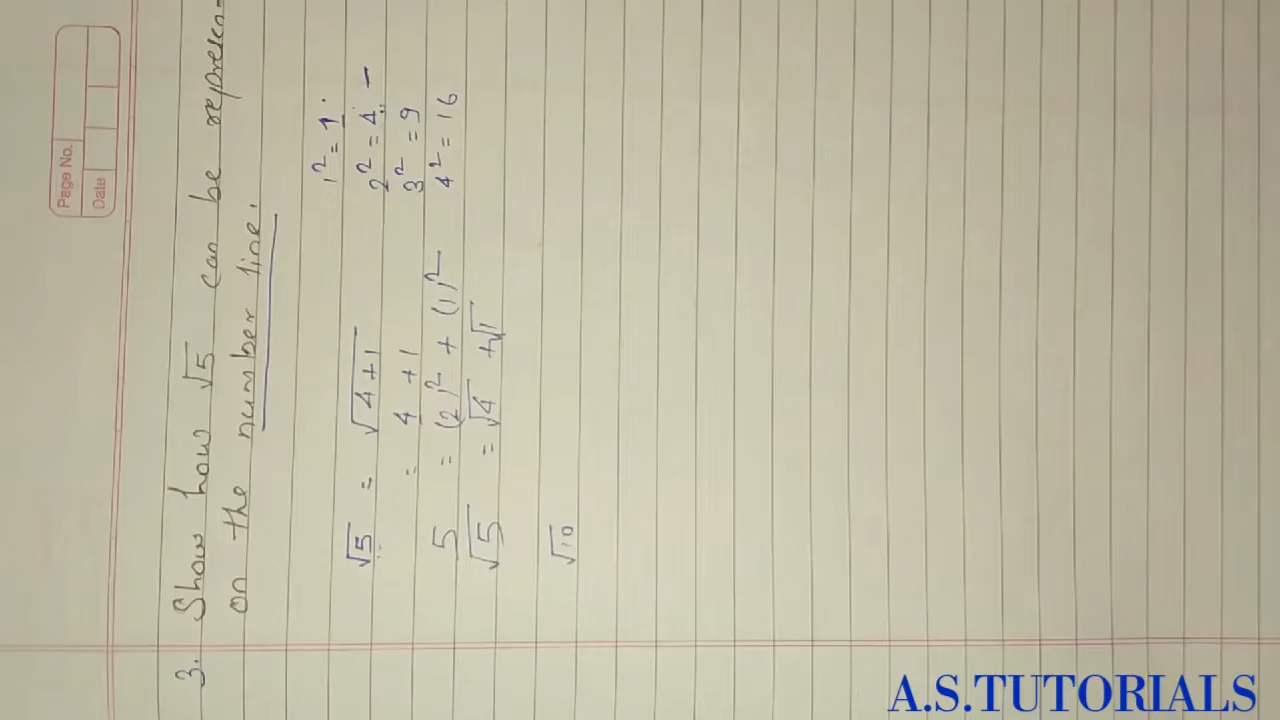 Page No.
Date
3. Show how √5 can be represen-
on the number line.
1² = 1.
√5 = √4+1
2² = 4 -
= 4 + 1
3² = 9
5 = (2)² + (1)²
4² = 16
√5 = √4 + √1
√10
A.S.TUTORIALS